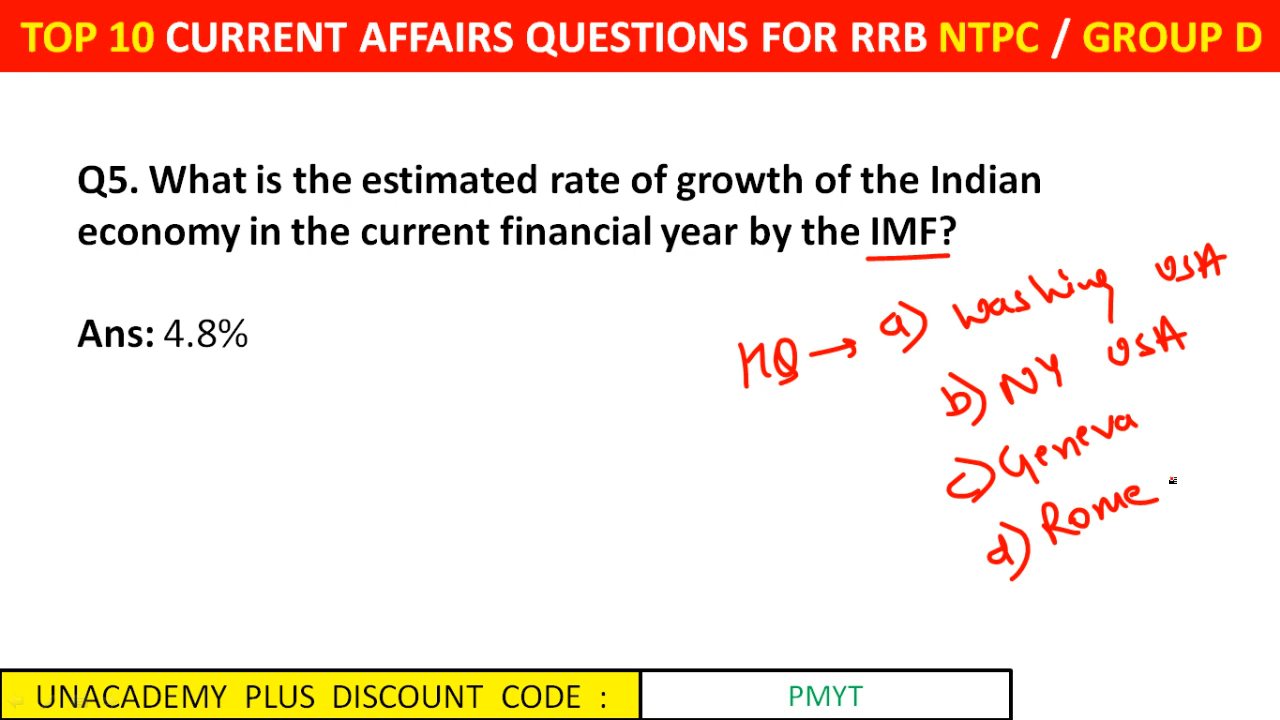 TOP 10 CURRENT AFFAIRS QUESTIONS FOR RRB NTPC / GROUP D
Q5. What is the estimated rate of growth of the Indian
economy in the current financial year by the IMF?
Ans: 4.8%
HQ → a) Washing USA
b) NY USA
c) Geneva
d) Rome
UNACADEMY PLUS DISCOUNT CODE : PMYT